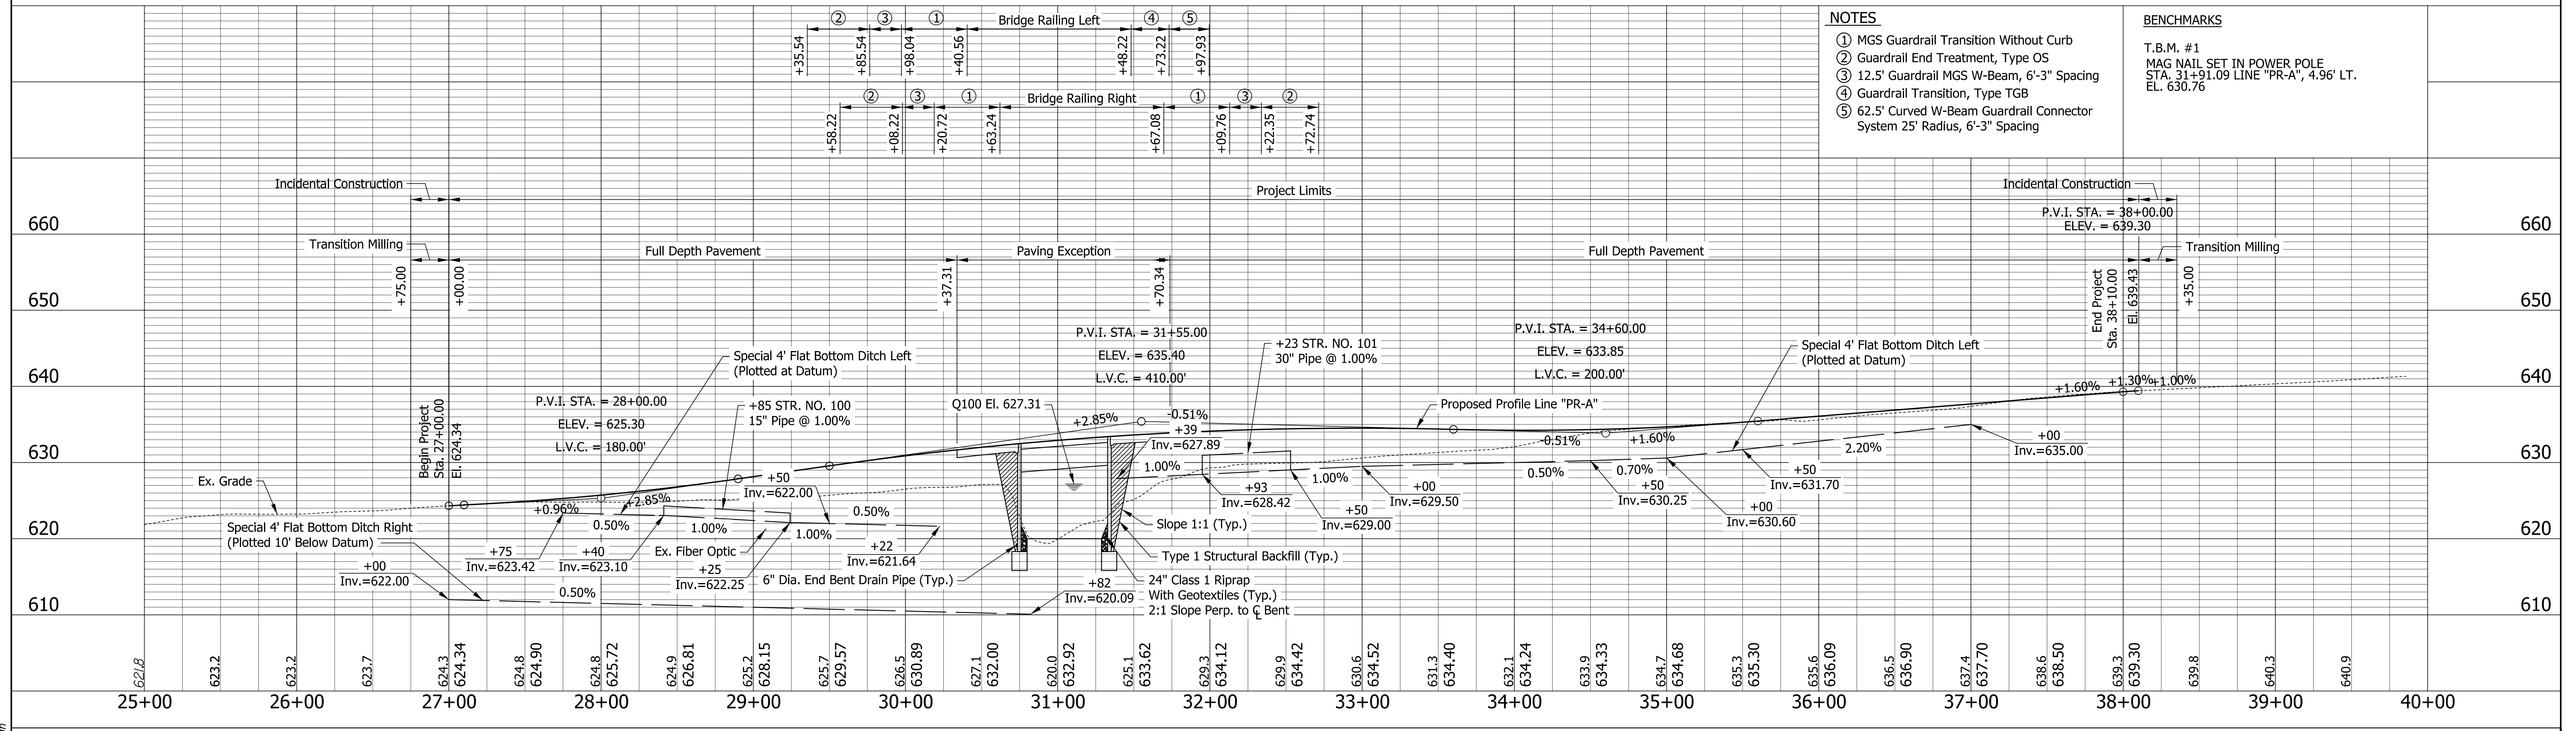 ② ③ ① Bridge Railing Left ④ ⑤
+35.54 +85.54 +98.04 +40.56 +48.22 +73.22 +97.93
② ③ ① Bridge Railing Right ① ③ ②
+58.22 +08.22 +20.72 +63.24 +67.08 +09.76 +22.35 +72.74
NOTES
① MGS Guardrail Transition Without Curb
② Guardrail End Treatment, Type OS
③ 12.5' Guardrail MGS W-Beam, 6'-3" Spacing
④ Guardrail Transition, Type TGB
⑤ 62.5' Curved W-Beam Guardrail Connector
System 25' Radius, 6'-3" Spacing
BENCHMARKS
T.B.M. #1
MAG NAIL SET IN POWER POLE
STA. 31+91.09 LINE "PR-A", 4.96' LT.
EL. 630.76
Incidental Construction
Project Limits
Incidental Construction
Transition Milling
Full Depth Pavement
Paving Exception
Full Depth Pavement
Transition Milling
+75.00
+00.00
+37.31
+70.34
+35.00
P.V.I. STA. = 38+00.00
ELEV. = 639.30
End Project
Sta. 38+10.00
El. 639.43
Begin Project
Sta. 27+00.00
El. 624.34
P.V.I. STA. = 28+00.00
ELEV. = 625.30
L.V.C. = 180.00'
P.V.I. STA. = 31+55.00
ELEV. = 635.40
L.V.C. = 410.00'
P.V.I. STA. = 34+60.00
ELEV. = 633.85
L.V.C. = 200.00'
Special 4' Flat Bottom Ditch Left
(Plotted at Datum)
+85 STR. NO. 100
15" Pipe @ 1.00%
Q100 El. 627.31
+23 STR. NO. 101
30" Pipe @ 1.00%
Proposed Profile Line "PR-A"
Special 4' Flat Bottom Ditch Left
(Plotted at Datum)
+1.60%
+1.30%
+1.00%
+2.85%
-0.51%
+39
Inv.=627.89
1.00%
-0.51%
+1.60%
2.20%
+00
Inv.=635.00
Ex. Grade
+0.96%
+2.85%
+50
Inv.=622.00
0.50%
0.50%
1.00%
1.00%
+93
Inv.=628.42
1.00%
+50
Inv.=629.00
+00
Inv.=629.50
0.50%
0.70%
+50
Inv.=630.25
+00
Inv.=630.60
+50
Inv.=631.70
Special 4' Flat Bottom Ditch Right
(Plotted 10' Below Datum)
+00
Inv.=622.00
+75
Inv.=623.42
+40
Inv.=623.10
Ex. Fiber Optic
+25
Inv.=622.25
+22
Inv.=621.64
6" Dia. End Bent Drain Pipe (Typ.)
0.50%
+82
Inv.=620.09
Slope 1:1 (Typ.)
Type 1 Structural Backfill (Typ.)
24" Class 1 Riprap
With Geotextiles (Typ.)
2:1 Slope Perp. to ℄ Bent
660 660
650 650
640 640
630 630
620 620
610 610
621.8
623.2
623.2
623.7
624.3 624.34
624.8 624.90
624.8 625.72
624.9 626.81
625.2 628.15
625.7 629.57
626.5 630.89
627.1 632.00
620.0 632.92
625.1 633.62
629.3 634.12
629.9 634.42
630.6 634.52
631.3 634.40
632.1 634.24
633.9 634.33
634.7 634.68
635.3 635.30
635.6 636.09
636.5 636.90
637.4 637.70
638.6 638.50
639.3 639.30
639.8
640.3
640.9
25+00 26+00 27+00 28+00 29+00 30+00 31+00 32+00 33+00 34+00 35+00 36+00 37+00 38+00 39+00 40+00